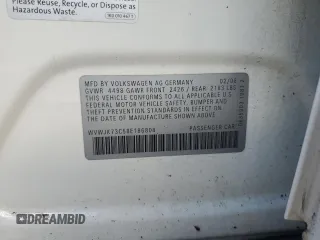 Please Reuse, Recycle, or Dispose as
Hazardous Waste.
MFD. BY VOLKSWAGEN AG GERMANY
GVWR 4498 GAWR FRONT 2426 / REAR 2183 LBS
THIS VEHICLE CONFORMS TO ALL APPLICABLE U.S.
FEDERAL MOTOR VEHICLE SAFETY, BUMPER AND
THEFT PREVENTION STANDARDS IN EFFECT ON THE
DATE OF MANUFACTURE SHOWN ABOVE.
PASSENGER CAR
DREAMBID